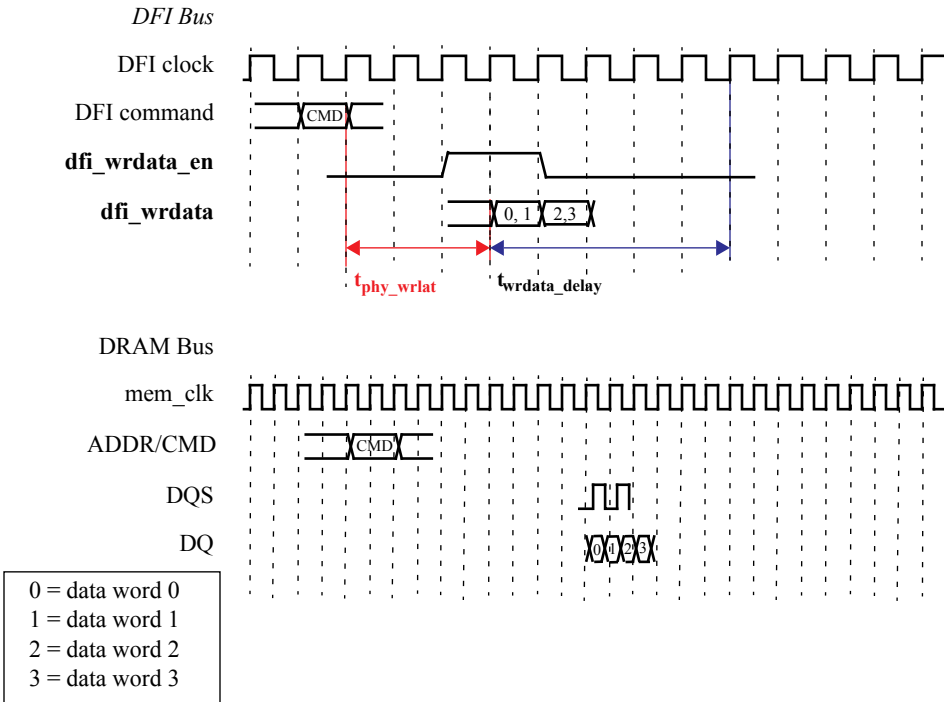 DFI Bus
DFI clock
DFI command
CMD
dfi_wrdata_en
dfi_wrdata
0, 1
2,3
tphy_wrlat
twrdata_delay
DRAM Bus
mem_clk
ADDR/CMD
CMD
DQS
DQ
0
1
2
3
0 = data word 0
1 = data word 1
2 = data word 2
3 = data word 3